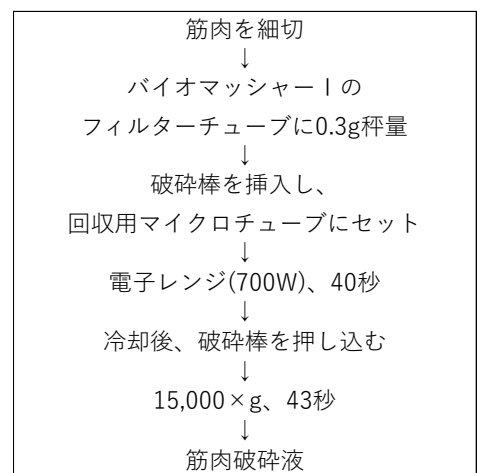 筋肉を細切
↓
バイオマッシャーⅠの
フィルターチューブに0.3g秤量
↓
破砕棒を挿入し、
回収用マイクロチューブにセット
↓
電子レンジ(700W)、40秒
↓
冷却後、破砕棒を押し込む
↓
15,000×g、43秒
↓
筋肉破砕液